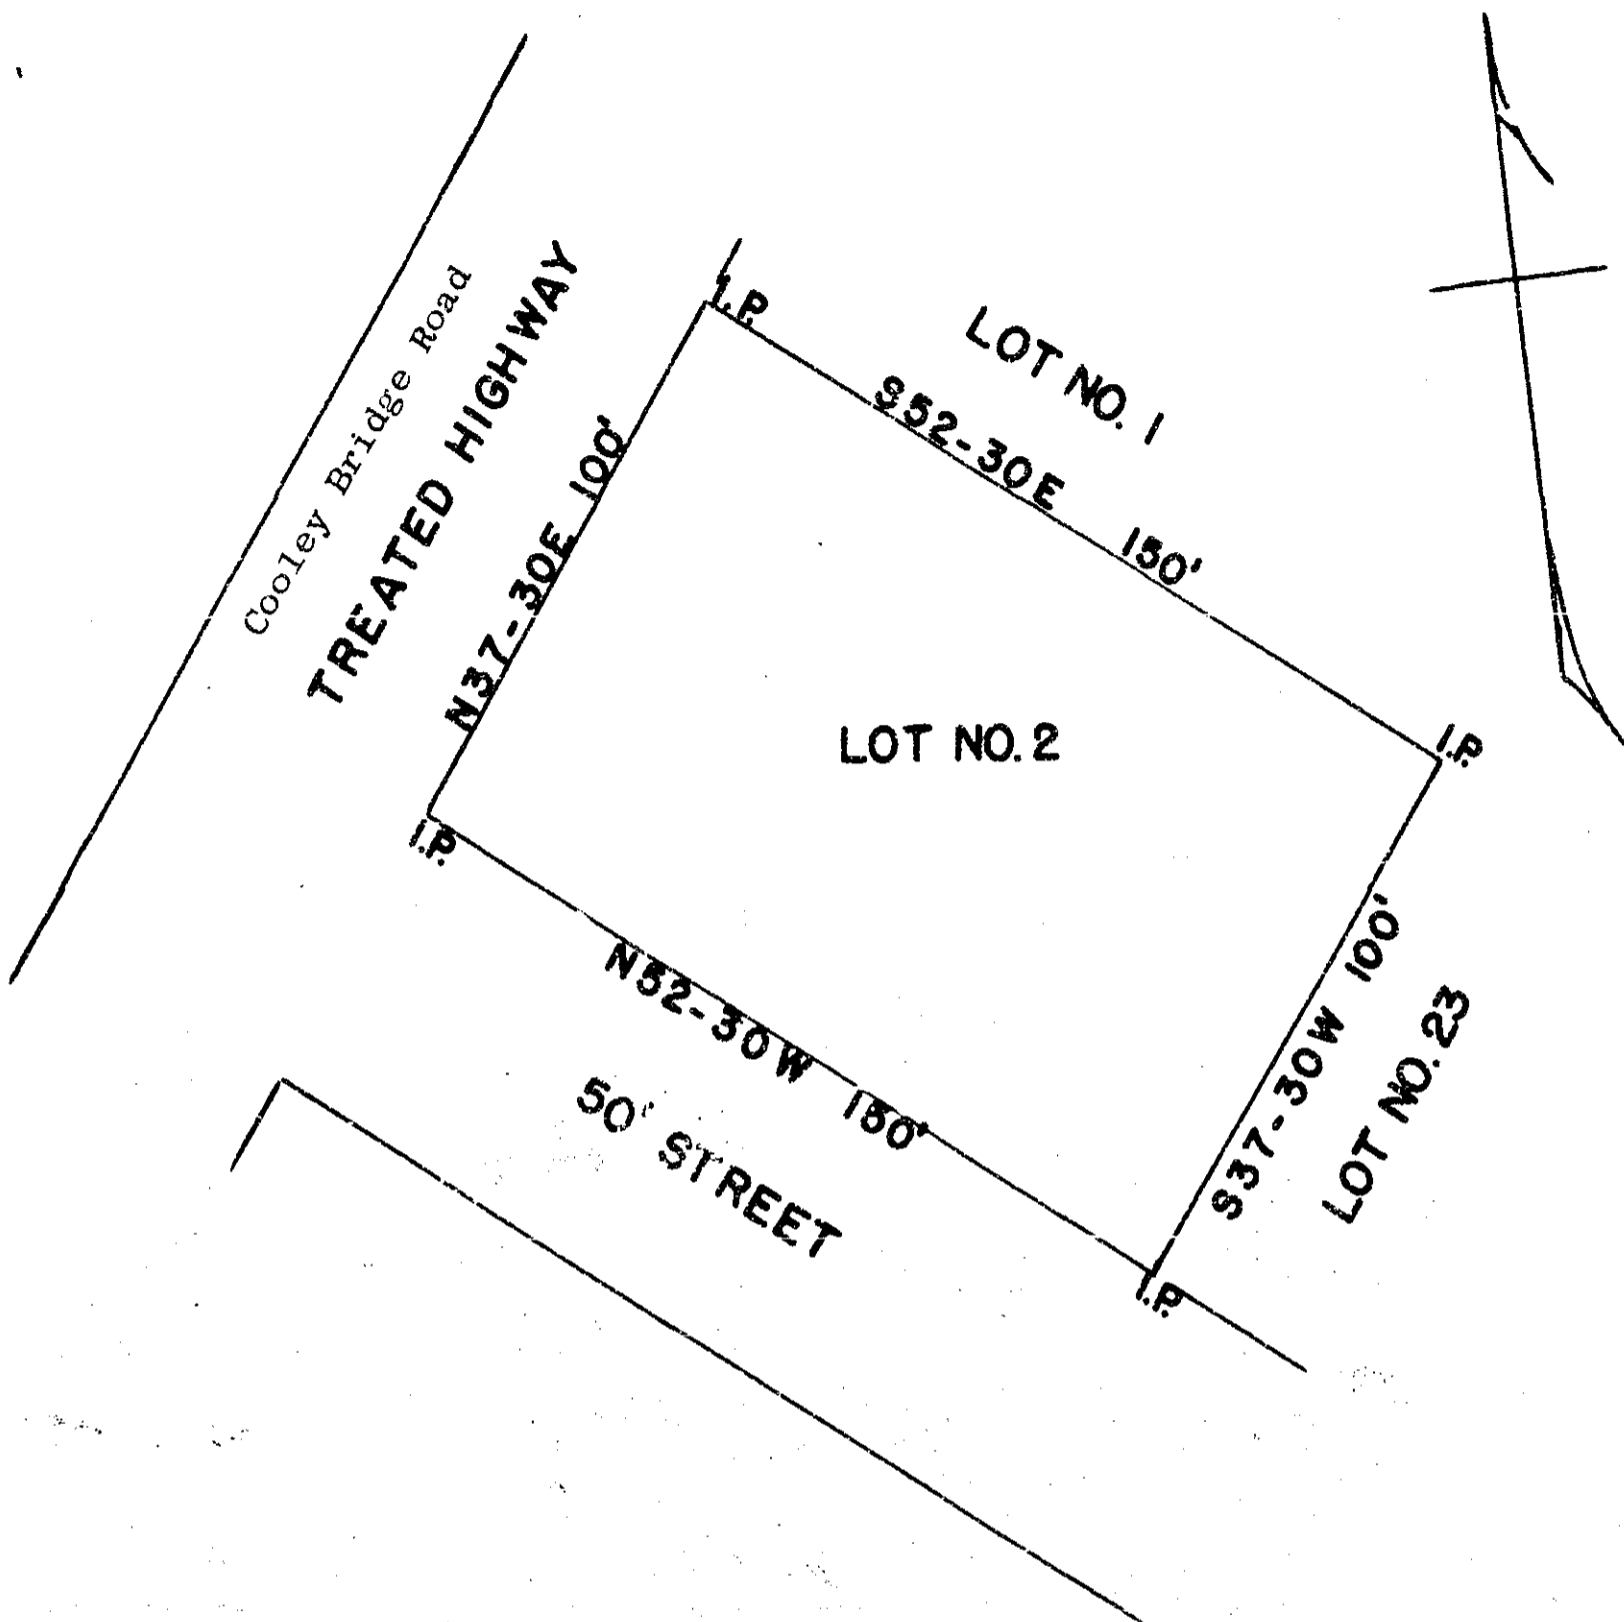 Cooley Bridge Road
TREATED HIGHWAY
I.P.
LOT NO. 1
S52-30E 150'
N37-30E 100'
LOT NO. 2
I.P.
I.P.
N52-30W 150'
S37-30W 100'
LOT NO. 23
50' STREET
I.P.